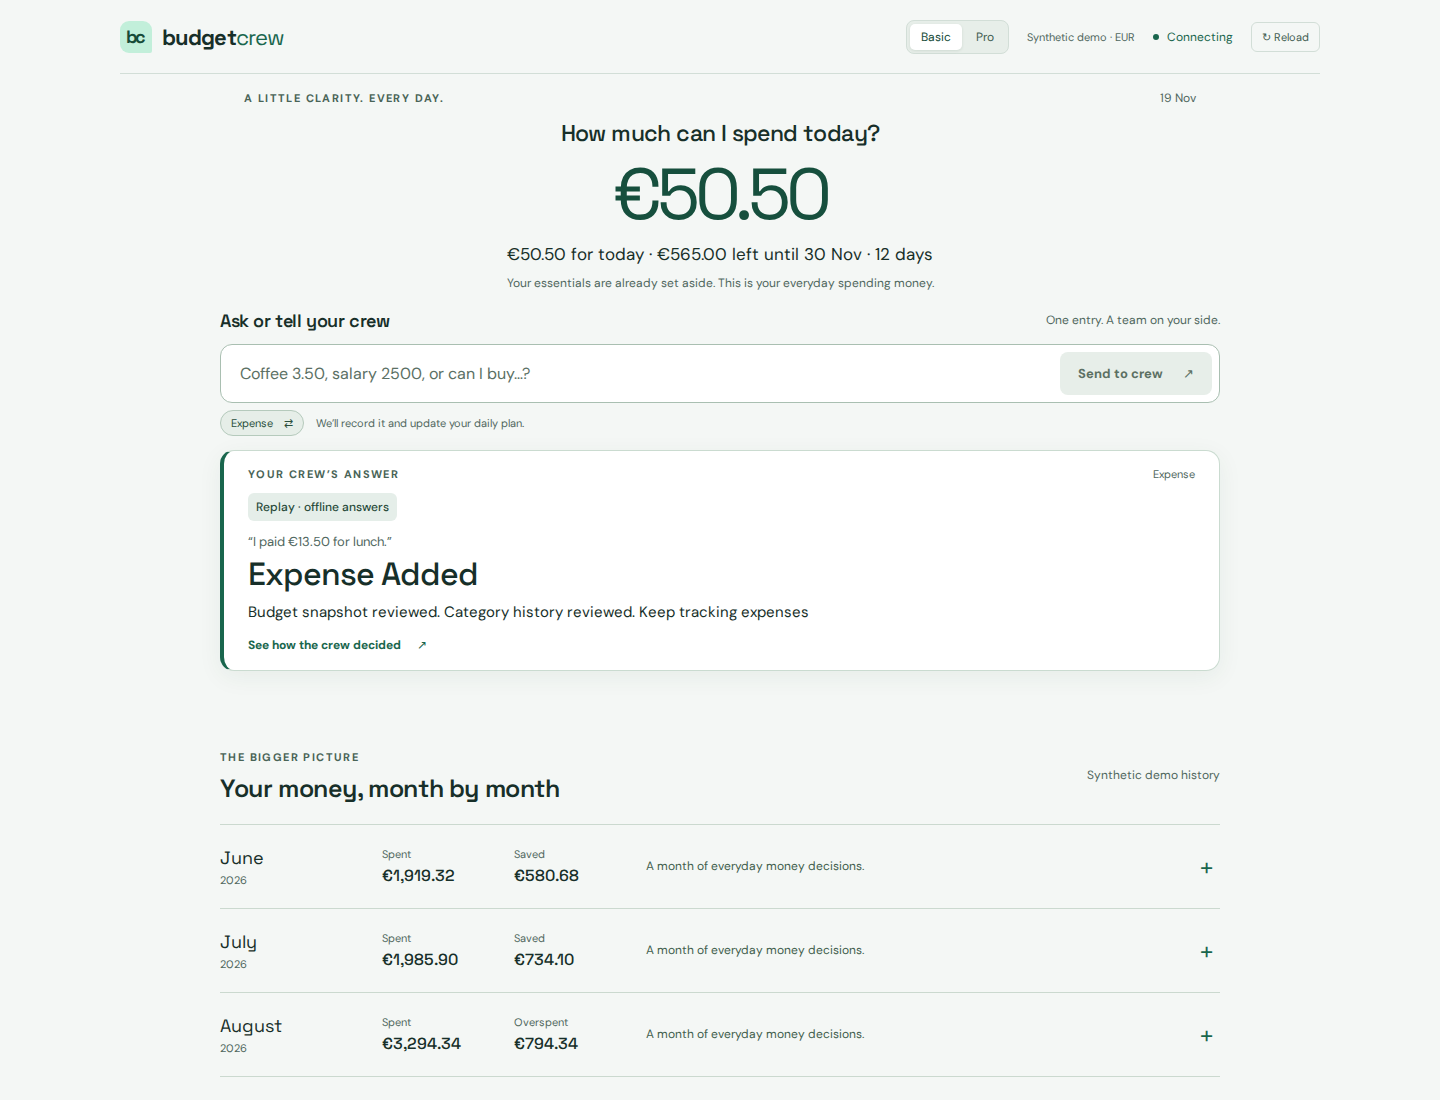 bc budgetcrew
Basic Pro Synthetic demo · EUR Connecting ↻ Reload
A LITTLE CLARITY. EVERY DAY. 19 Nov
How much can I spend today?
€50.50
€50.50 for today · €565.00 left until 30 Nov · 12 days
Your essentials are already set aside. This is your everyday spending money.
Ask or tell your crew One entry. A team on your side.
Coffee 3.50, salary 2500, or can I buy...? Send to crew ↗
Expense ⇄ We'll record it and update your daily plan.
YOUR CREW'S ANSWER Expense
Replay · offline answers
“I paid €13.50 for lunch.”
Expense Added
Budget snapshot reviewed. Category history reviewed. Keep tracking expenses
See how the crew decided ↗
THE BIGGER PICTURE
Your money, month by month Synthetic demo history
June Spent Saved A month of everyday money decisions. +
2026 €1,919.32 €580.68
July Spent Saved A month of everyday money decisions. +
2026 €1,985.90 €734.10
August Spent Overspent A month of everyday money decisions. +
2026 €3,294.34 €794.34